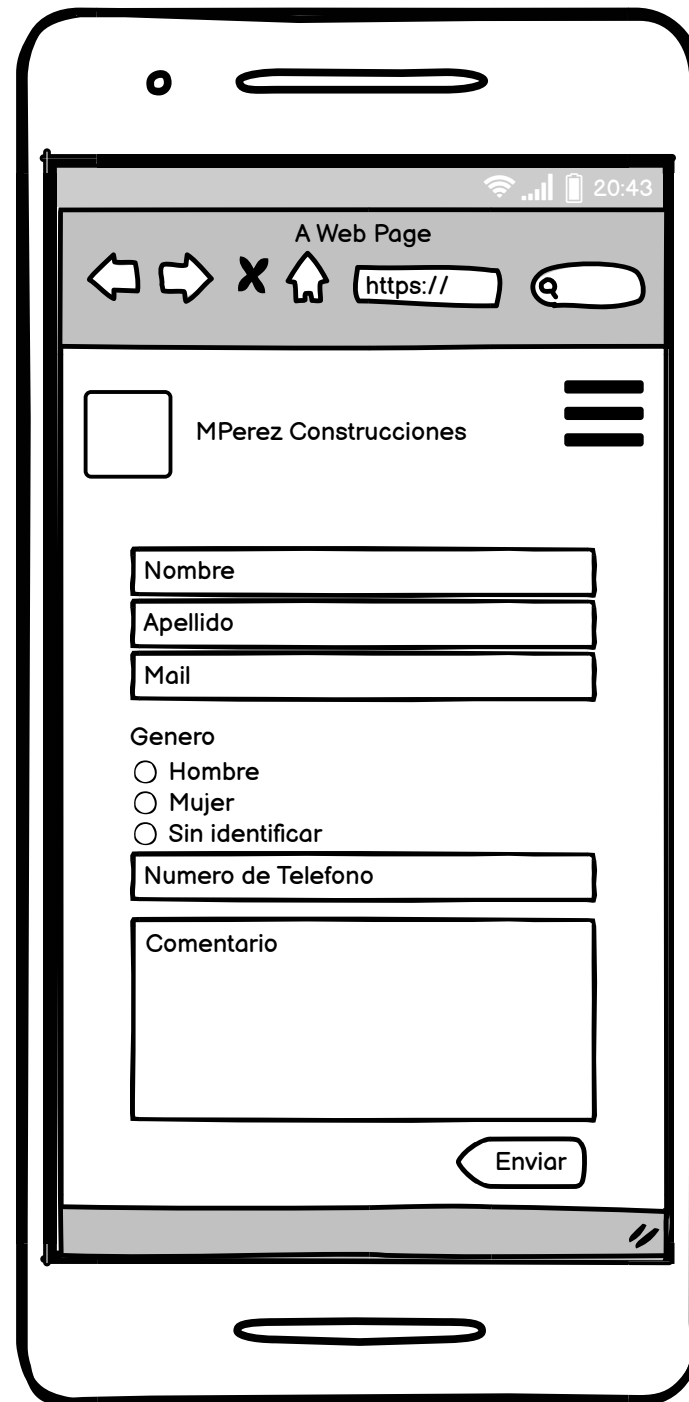 20:43
A Web Page
https://
MPerez Construcciones
Nombre
Apellido
Mail
Genero
Hombre
Mujer
Sin identificar
Numero de Telefono
Comentario
Enviar